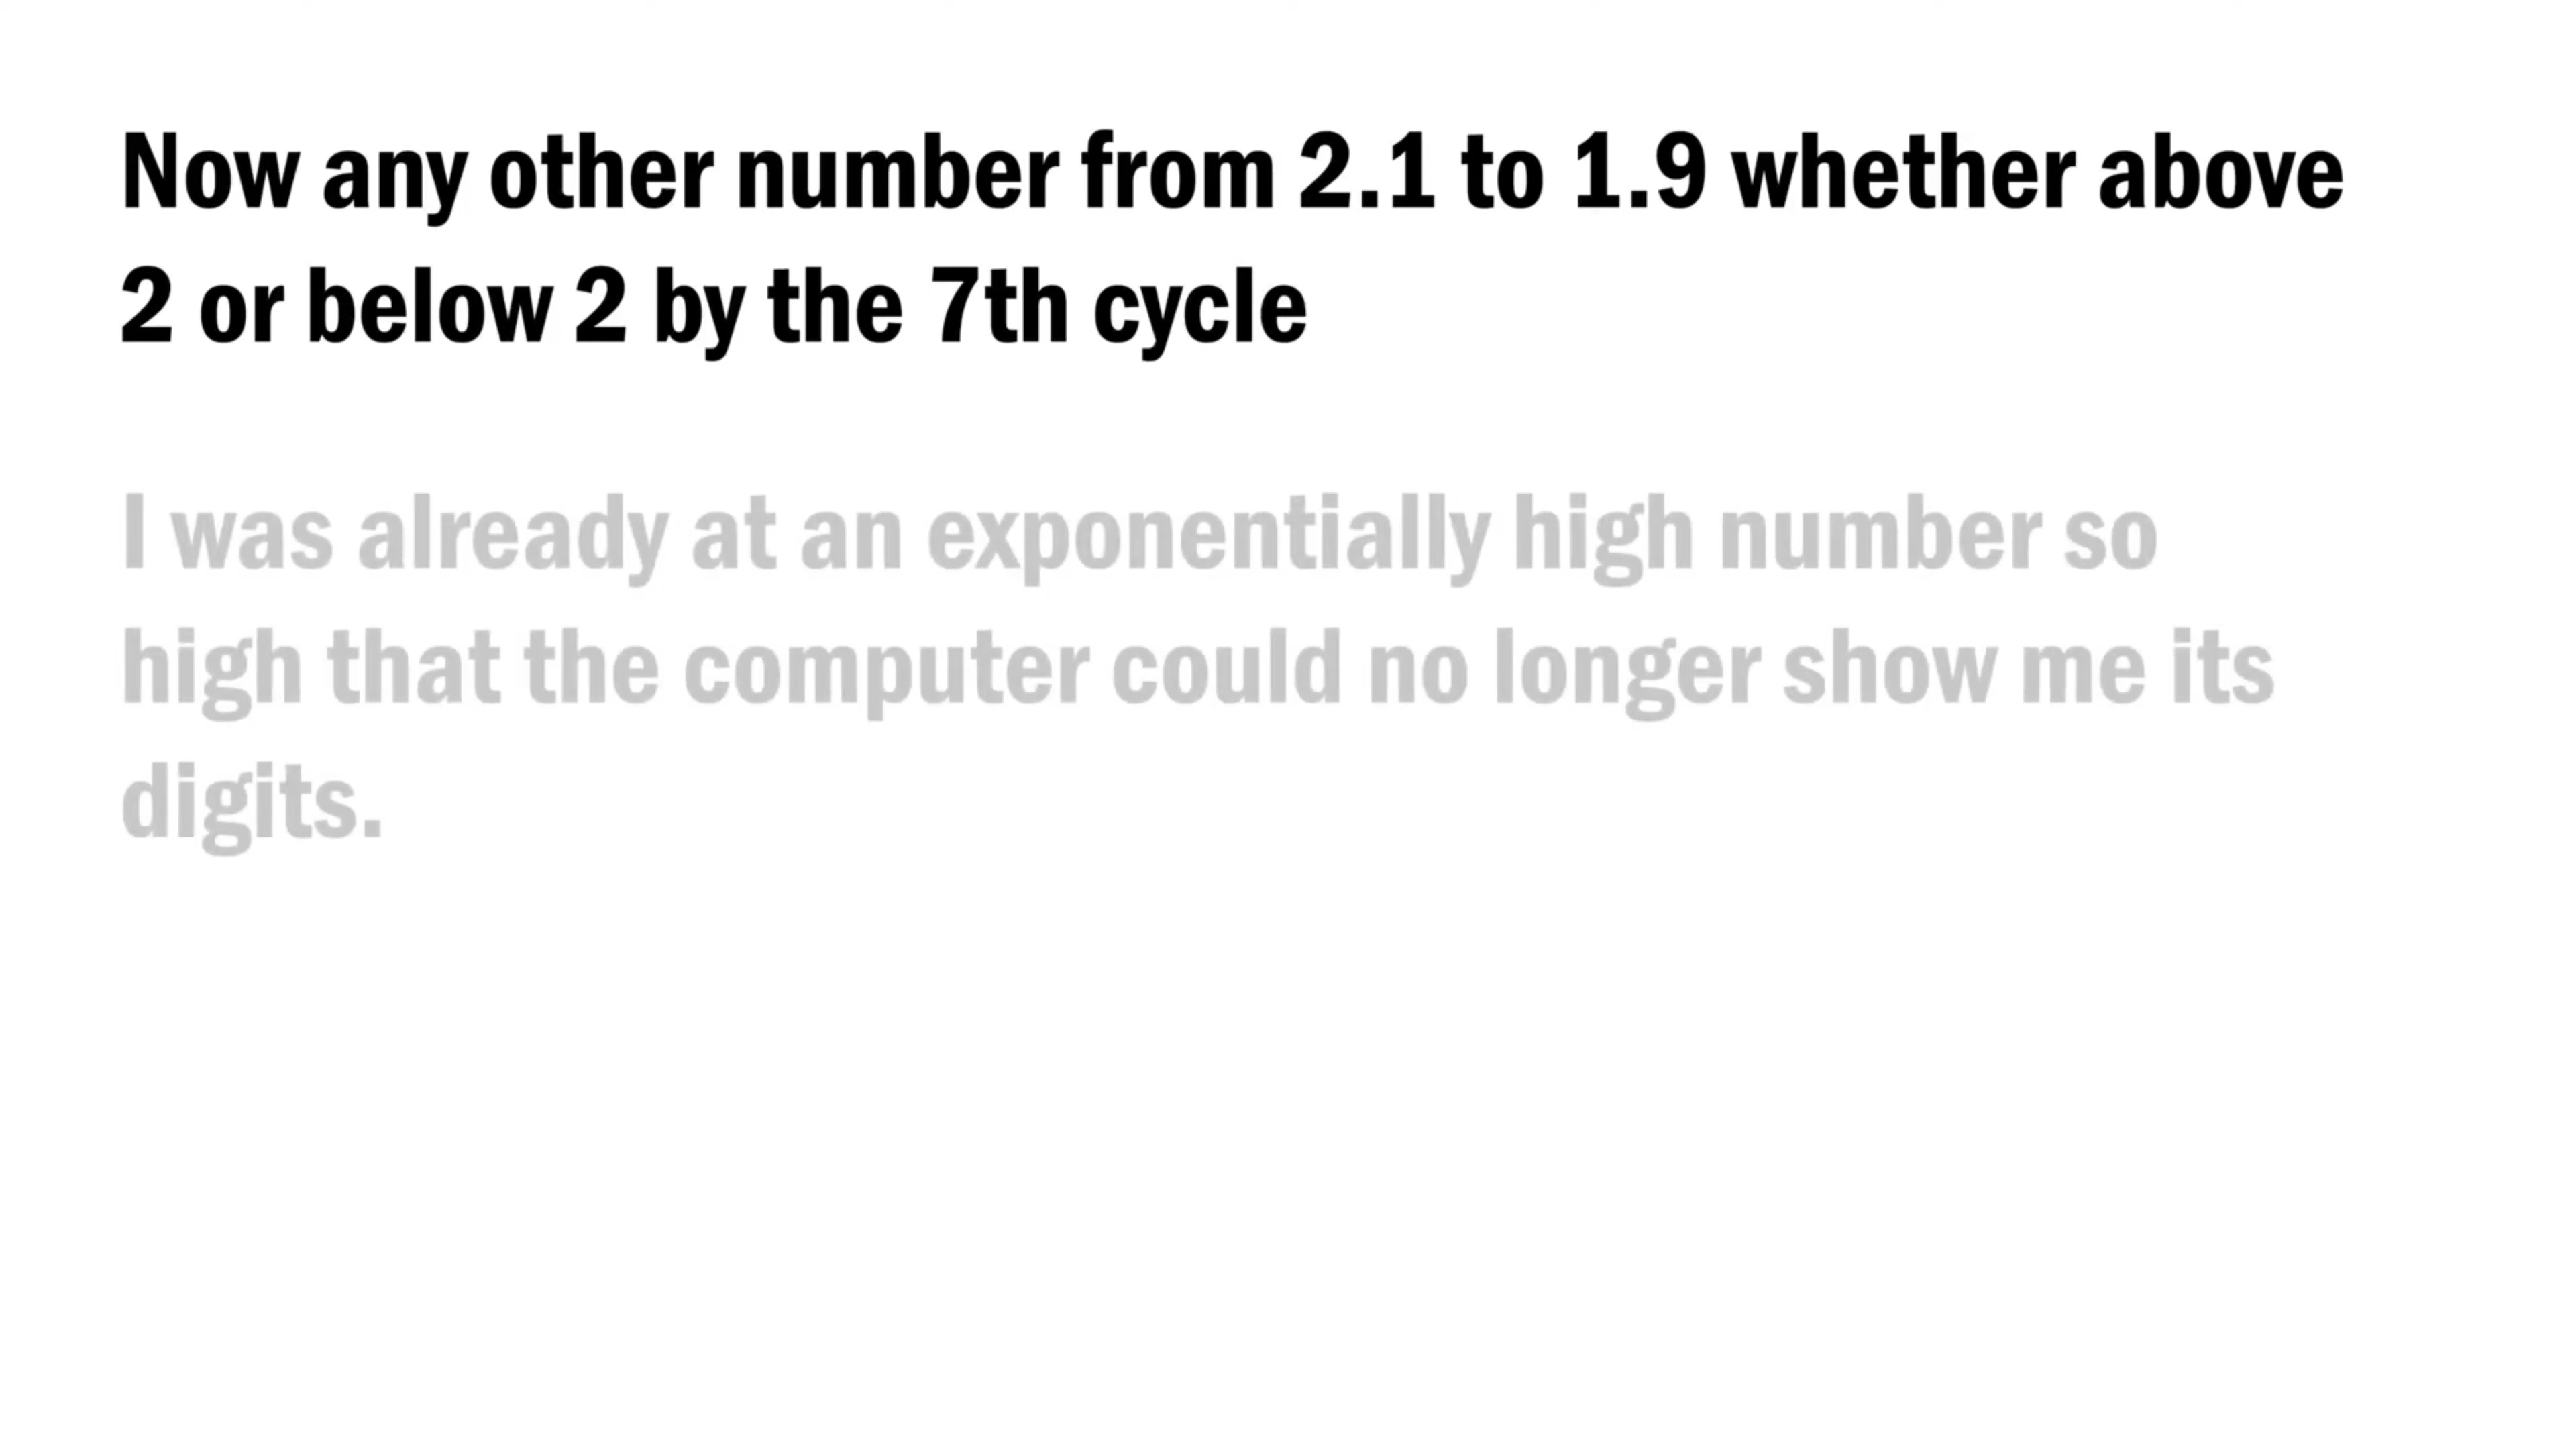 Now any other number from 2.1 to 1.9 whether above
2 or below 2 by the 7th cycle
I was already at an exponentially high number so
high that the computer could no longer show me its
digits.